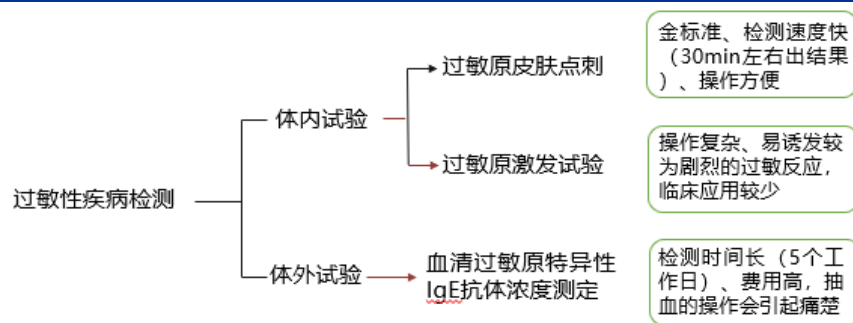 过敏性疾病检测
体内试验
过敏原皮肤点刺
金标准、检测速度快
（30min左右出结果
）、操作方便
过敏原激发试验
操作复杂、易诱发较
为剧烈的过敏反应，
临床应用较少
体外试验
血清过敏原特异性
IgE抗体浓度测定
检测时间长（5个工
作日）、费用高，抽
血的操作会引起痛楚